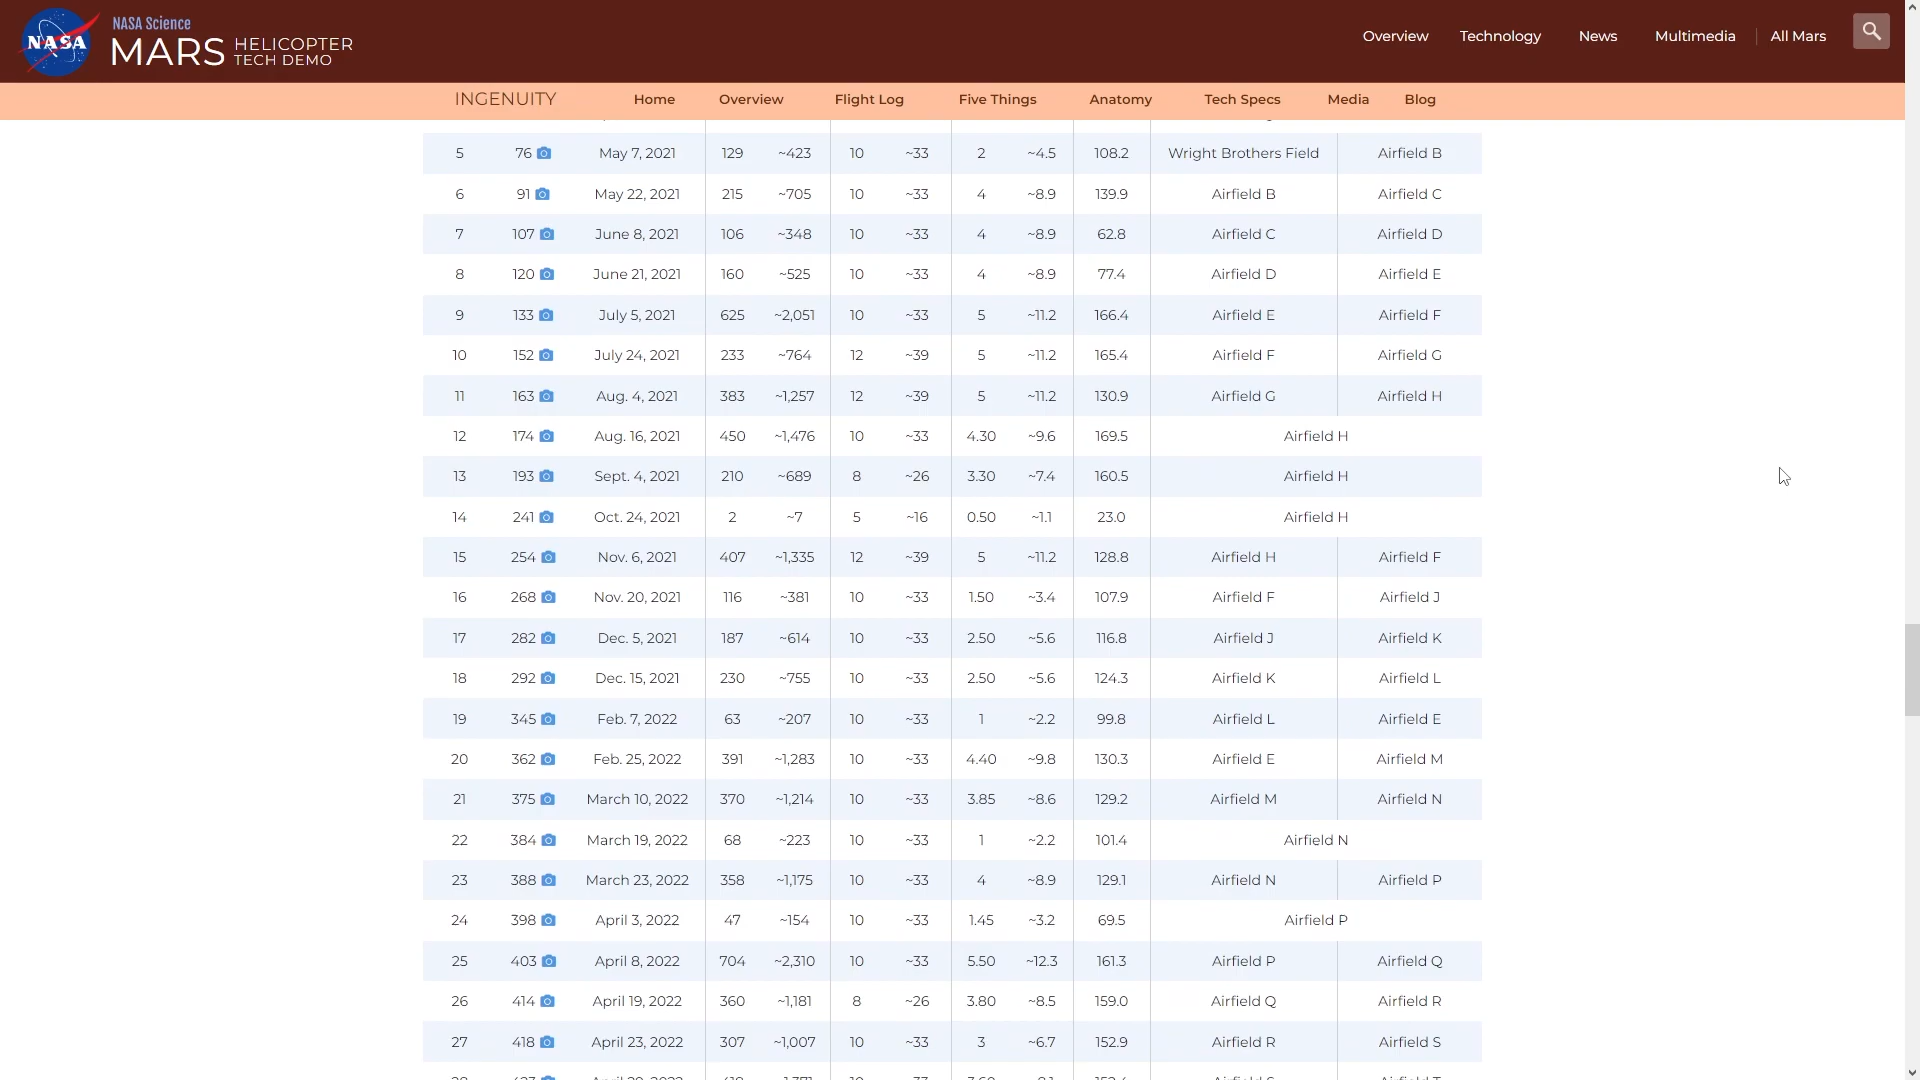 NASA
NASA Science
MARS HELICOPTER TECH DEMO
Overview Technology News Multimedia All Mars
INGENUITY Home Overview Flight Log Five Things Anatomy Tech Specs Media Blog
5 76 May 7, 2021 129 ~423 10 ~33 2 ~4.5 108.2 Wright Brothers Field Airfield B
6 91 May 22, 2021 215 ~705 10 ~33 4 ~8.9 139.9 Airfield B Airfield C
7 107 June 8, 2021 106 ~348 10 ~33 4 ~8.9 62.8 Airfield C Airfield D
8 120 June 21, 2021 160 ~525 10 ~33 4 ~8.9 77.4 Airfield D Airfield E
9 133 July 5, 2021 625 ~2,051 10 ~33 5 ~11.2 166.4 Airfield E Airfield F
10 152 July 24, 2021 233 ~764 12 ~39 5 ~11.2 165.4 Airfield F Airfield G
11 163 Aug. 4, 2021 383 ~1,257 12 ~39 5 ~11.2 130.9 Airfield G Airfield H
12 174 Aug. 16, 2021 450 ~1,476 10 ~33 4.30 ~9.6 169.5 Airfield H
13 193 Sept. 4, 2021 210 ~689 8 ~26 3.30 ~7.4 160.5 Airfield H
14 241 Oct. 24, 2021 2 ~7 5 ~16 0.50 ~1.1 23.0 Airfield H
15 254 Nov. 6, 2021 407 ~1,335 12 ~39 5 ~11.2 128.8 Airfield H Airfield F
16 268 Nov. 20, 2021 116 ~381 10 ~33 1.50 ~3.4 107.9 Airfield F Airfield J
17 282 Dec. 5, 2021 187 ~614 10 ~33 2.50 ~5.6 116.8 Airfield J Airfield K
18 292 Dec. 15, 2021 230 ~755 10 ~33 2.50 ~5.6 124.3 Airfield K Airfield L
19 345 Feb. 7, 2022 63 ~207 10 ~33 1 ~2.2 99.8 Airfield L Airfield E
20 362 Feb. 25, 2022 391 ~1,283 10 ~33 4.40 ~9.8 130.3 Airfield E Airfield M
21 375 March 10, 2022 370 ~1,214 10 ~33 3.85 ~8.6 129.2 Airfield M Airfield N
22 384 March 19, 2022 68 ~223 10 ~33 1 ~2.2 101.4 Airfield N
23 388 March 23, 2022 358 ~1,175 10 ~33 4 ~8.9 129.1 Airfield N Airfield P
24 398 April 3, 2022 47 ~154 10 ~33 1.45 ~3.2 69.5 Airfield P
25 403 April 8, 2022 704 ~2,310 10 ~33 5.50 ~12.3 161.3 Airfield P Airfield Q
26 414 April 19, 2022 360 ~1,181 8 ~26 3.80 ~8.5 159.0 Airfield Q Airfield R
27 418 April 23, 2022 307 ~1,007 10 ~33 3 ~6.7 152.9 Airfield R Airfield S